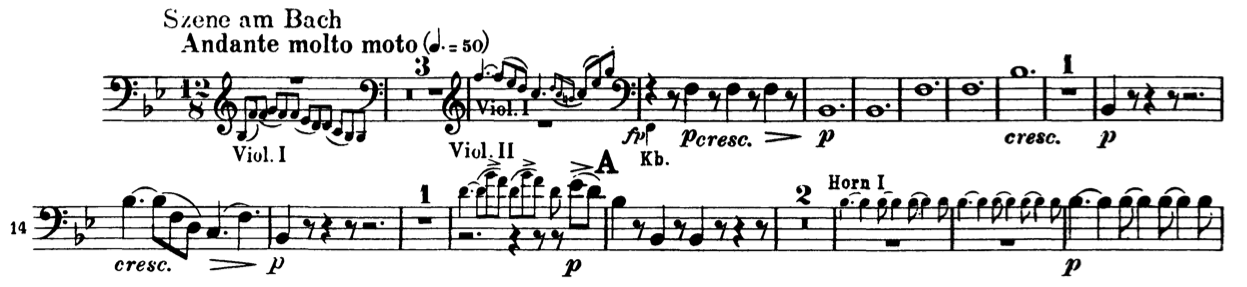 Szene am Bach
Andante molto moto (♩. = 50)
12 8 3 1
Viol. I Viol. I fp Kb. p cresc. p cresc. p
Viol. II A 2 Horn I
14 1
cresc. p p p